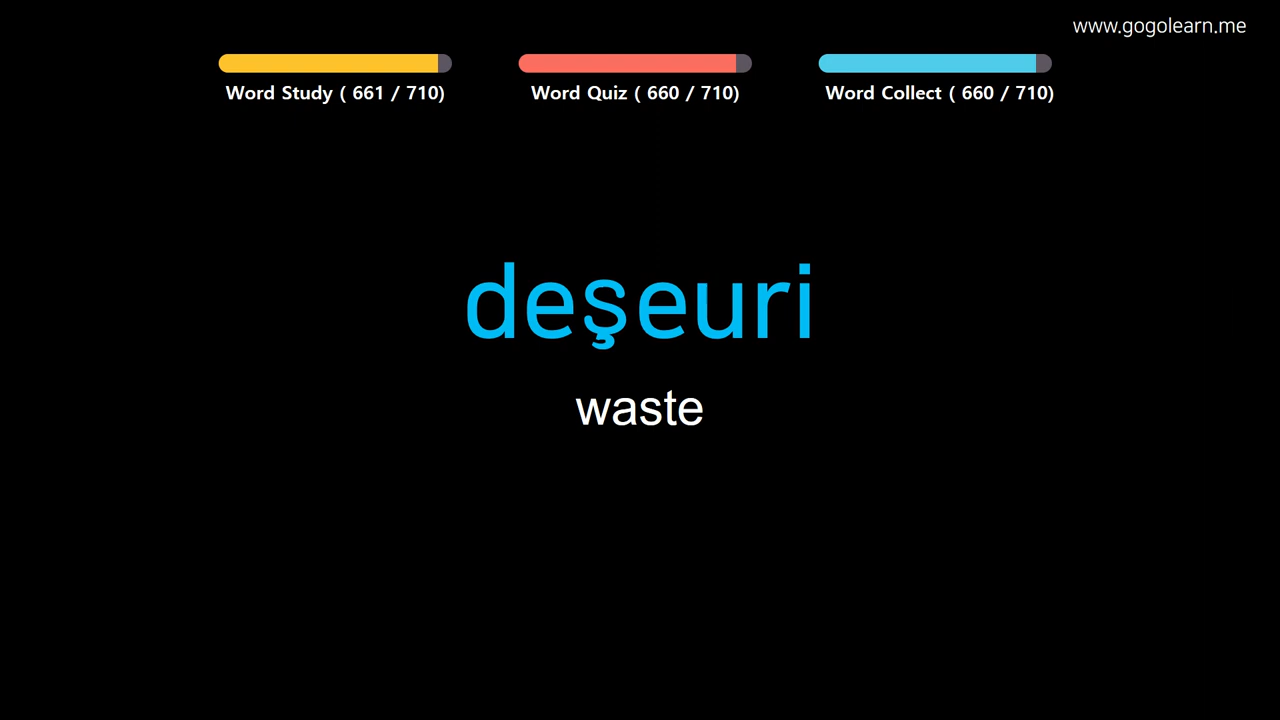 www.gogolearn.me
Word Study ( 661 / 710)
Word Quiz ( 660 / 710)
Word Collect ( 660 / 710)
deşeuri
waste